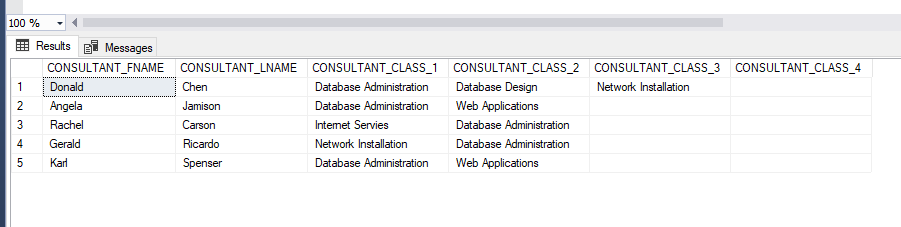 100 %
Results Messages
CONSULTANT_FNAME CONSULTANT_LNAME CONSULTANT_CLASS_1 CONSULTANT_CLASS_2 CONSULTANT_CLASS_3 CONSULTANT_CLASS_4
1 Donald Chen Database Administration Database Design Network Installation
2 Angela Jamison Database Administration Web Applications
3 Rachel Carson Internet Servies Database Administration
4 Gerald Ricardo Network Installation Database Administration
5 Karl Spenser Database Administration Web Applications